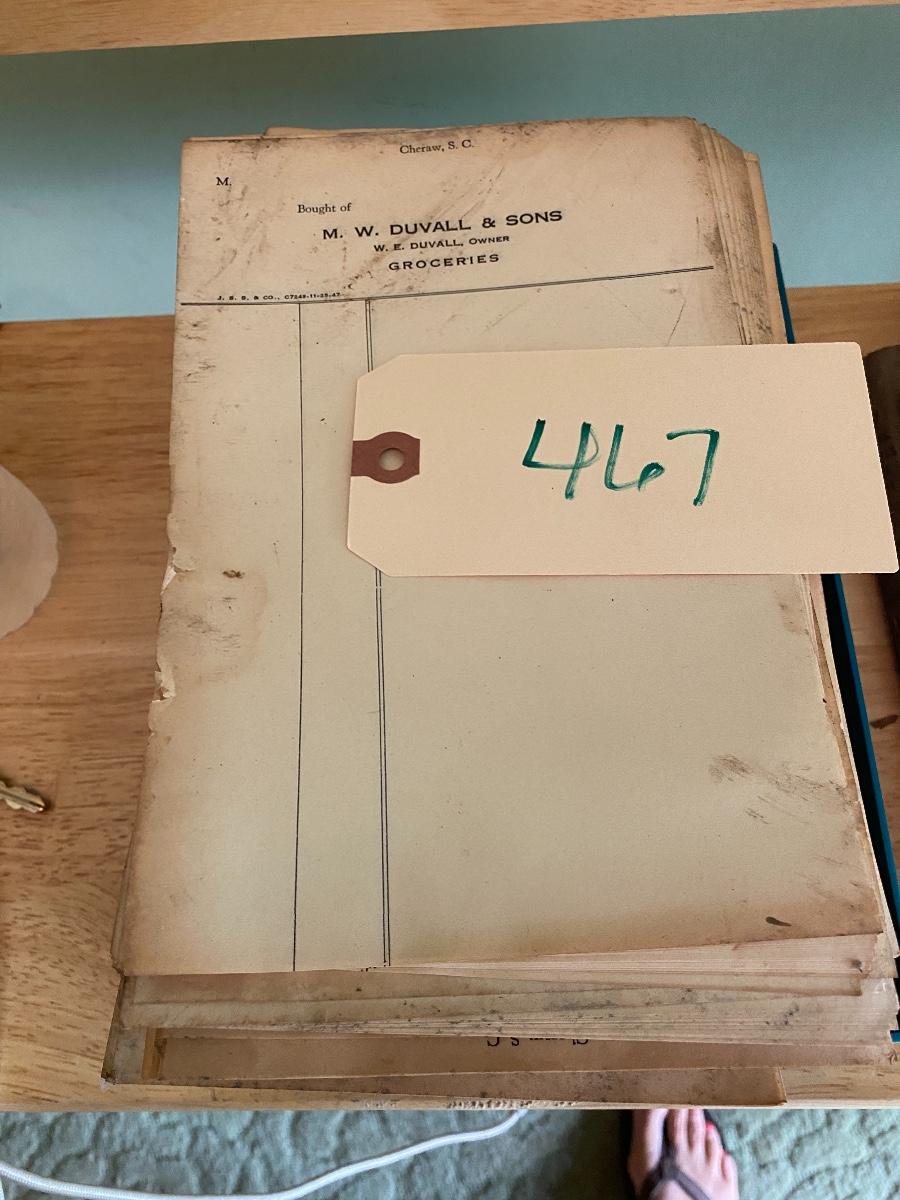 Cheraw, S. C.
M.
Bought of
M. W. DUVALL & SONS
W. E. DUVALL, OWNER
GROCERIES
J. S. S. & CO., C7249-11-25-47
467